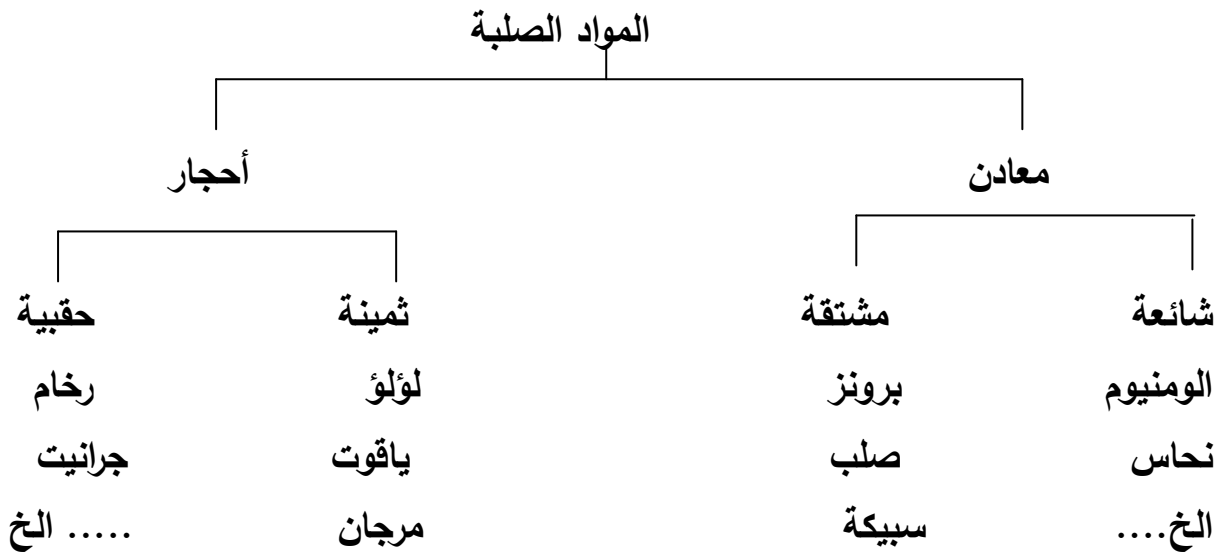 المواد الصلبة
معادن أحجار
شائعة مشتقة ثمينة حقبية
الومنيوم برونز لؤلؤ رخام
نحاس صلب ياقوت جرانيت
الخ.... سبيكة مرجان ..... الخ